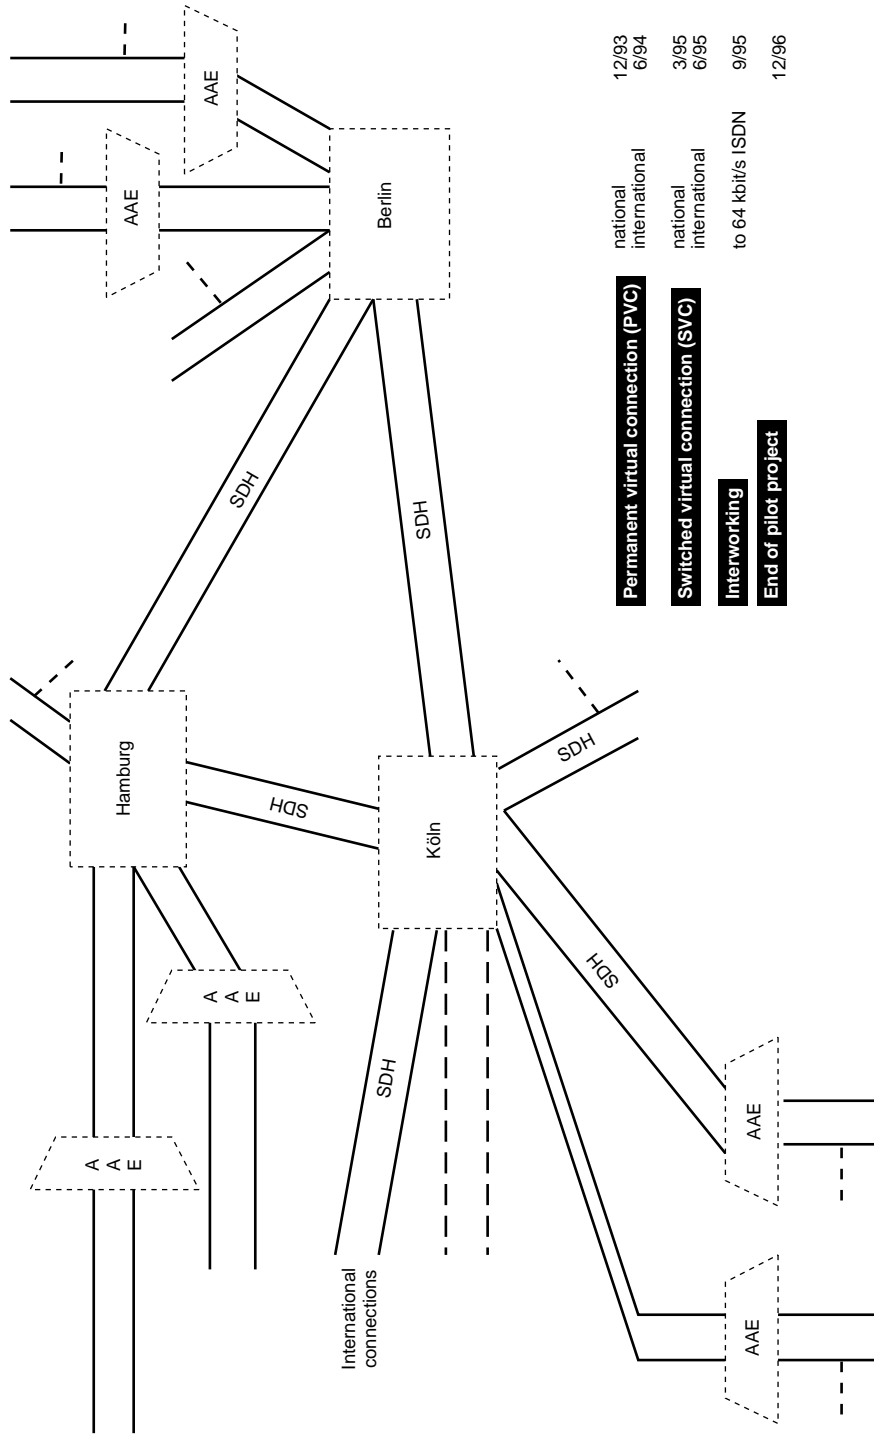 AAE
AAE
Berlin
SDH
SDH
Hamburg
SDH
Köln
SDH
SDH
SDH
A
A
E
A
A
E
International
connections
AAE
AAE
Permanent virtual connection (PVC) national 12/93
international 6/94
Switched virtual connection (SVC) national 3/95
international 6/95
Interworking to 64 kbit/s ISDN 9/95
End of pilot project 12/96